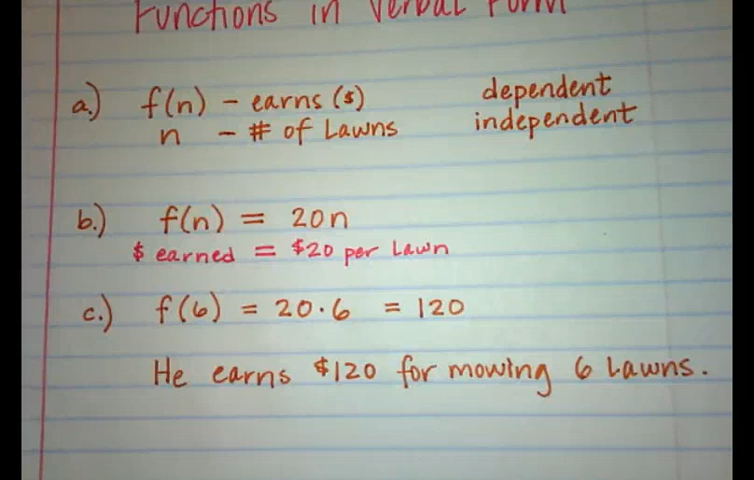 Functions in Verbal Form
a.) f(n) - earns ($) dependent
n - # of Lawns independent
b.) f(n) = 20n
$ earned = $20 per Lawn
c.) f(6) = 20·6 = 120
He earns $120 for mowing 6 Lawns.